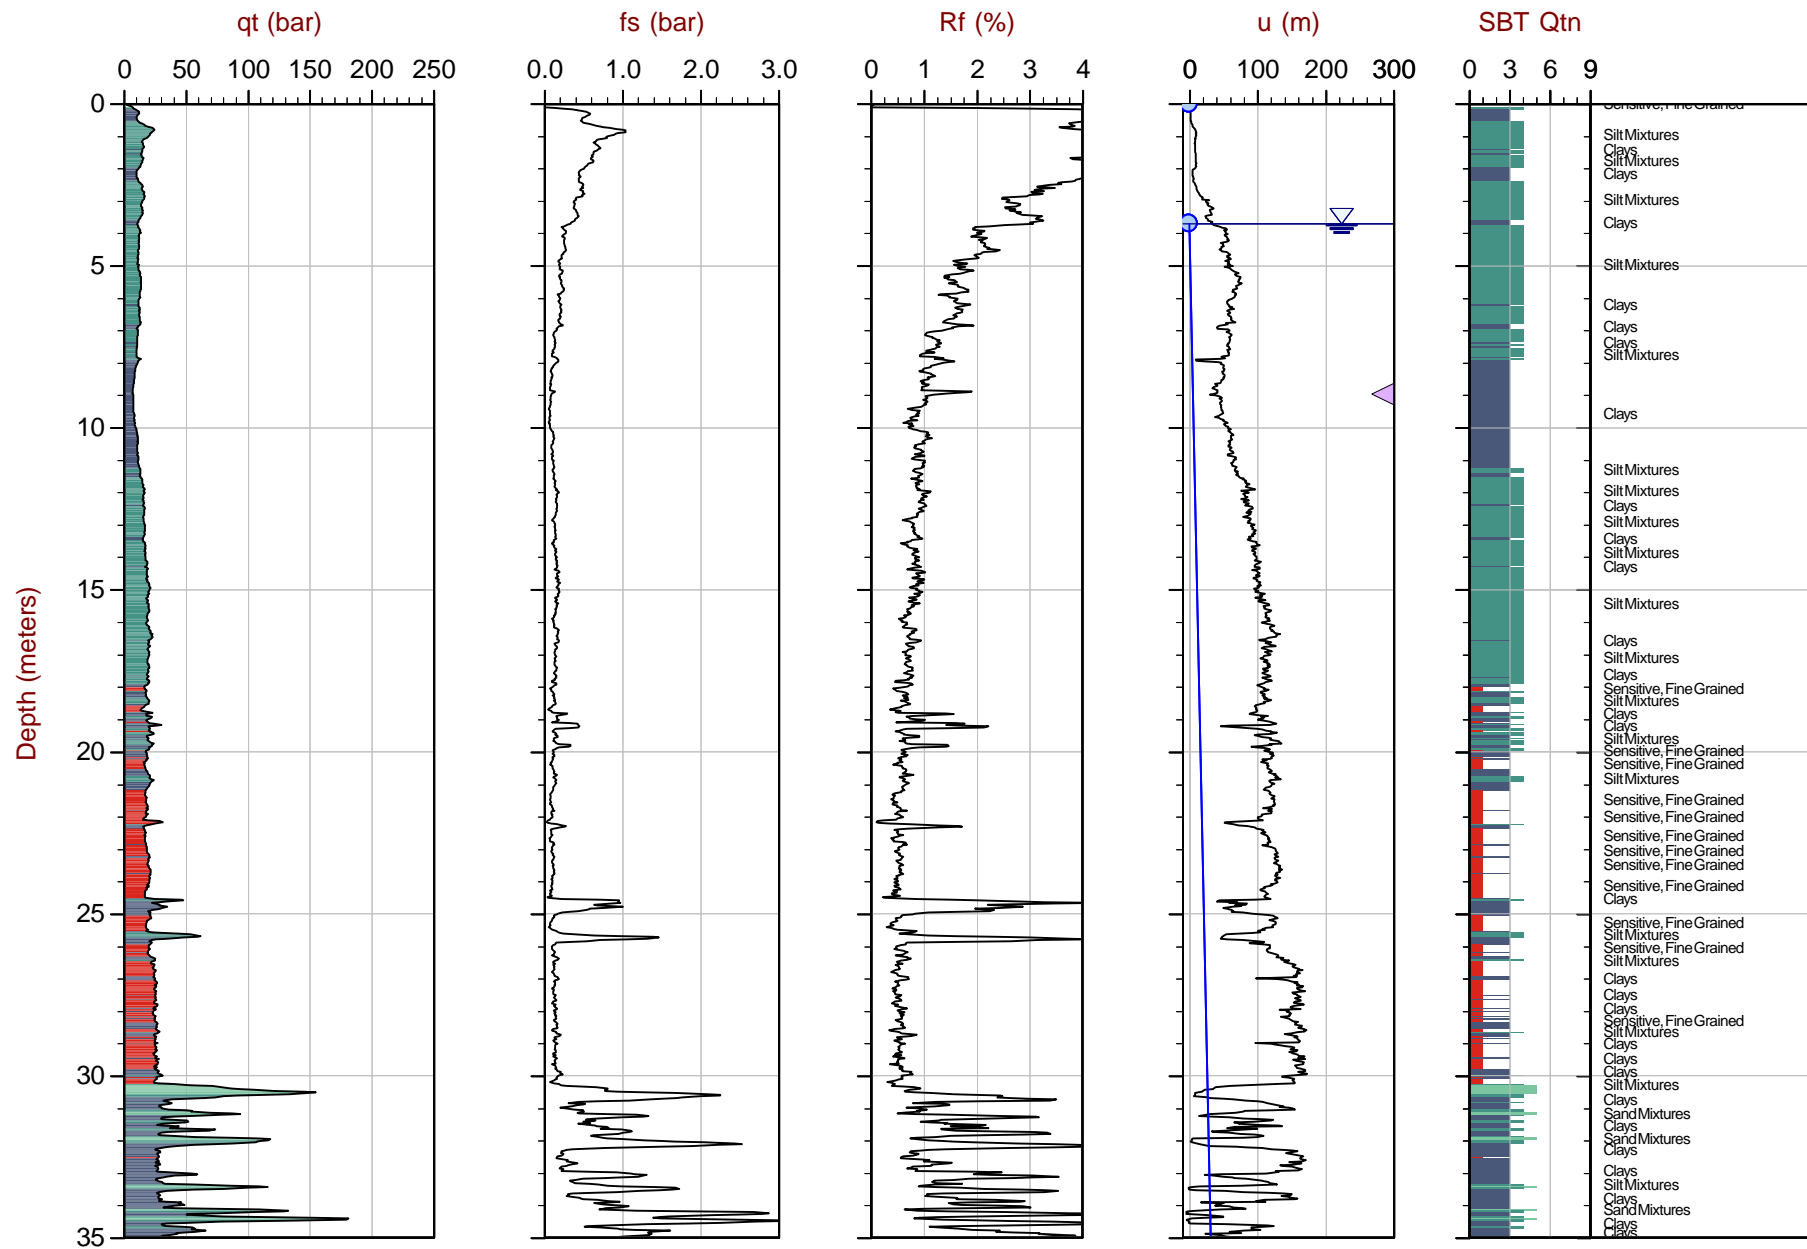 qt (bar) fs (bar) Rf (%) u (m) SBT Qtn
0 50 100 150 200 250 0.0 1.0 2.0 3.0 0 1 2 3 4 0 100 200 300 0 3 6 9
0
5
10
15
20
25
30
35
Depth (meters)
Sensitive, Fine Grained
Silt Mixtures
Clays
Silt Mixtures
Clays
Silt Mixtures
Clays
Silt Mixtures
Clays
Clays
Clays
Silt Mixtures
Clays
Silt Mixtures
Silt Mixtures
Clays
Silt Mixtures
Clays
Silt Mixtures
Clays
Silt Mixtures
Clays
Silt Mixtures
Clays
Sensitive, Fine Grained
Silt Mixtures
Clays
Clays
Silt Mixtures
Sensitive, Fine Grained
Sensitive, Fine Grained
Silt Mixtures
Sensitive, Fine Grained
Sensitive, Fine Grained
Sensitive, Fine Grained
Sensitive, Fine Grained
Sensitive, Fine Grained
Sensitive, Fine Grained
Clays
Sensitive, Fine Grained
Silt Mixtures
Sensitive, Fine Grained
Silt Mixtures
Clays
Clays
Clays
Sensitive, Fine Grained
Silt Mixtures
Clays
Clays
Clays
Silt Mixtures
Clays
Sand Mixtures
Clays
Sand Mixtures
Clays
Clays
Silt Mixtures
Clays
Sand Mixtures
Clays
Clays